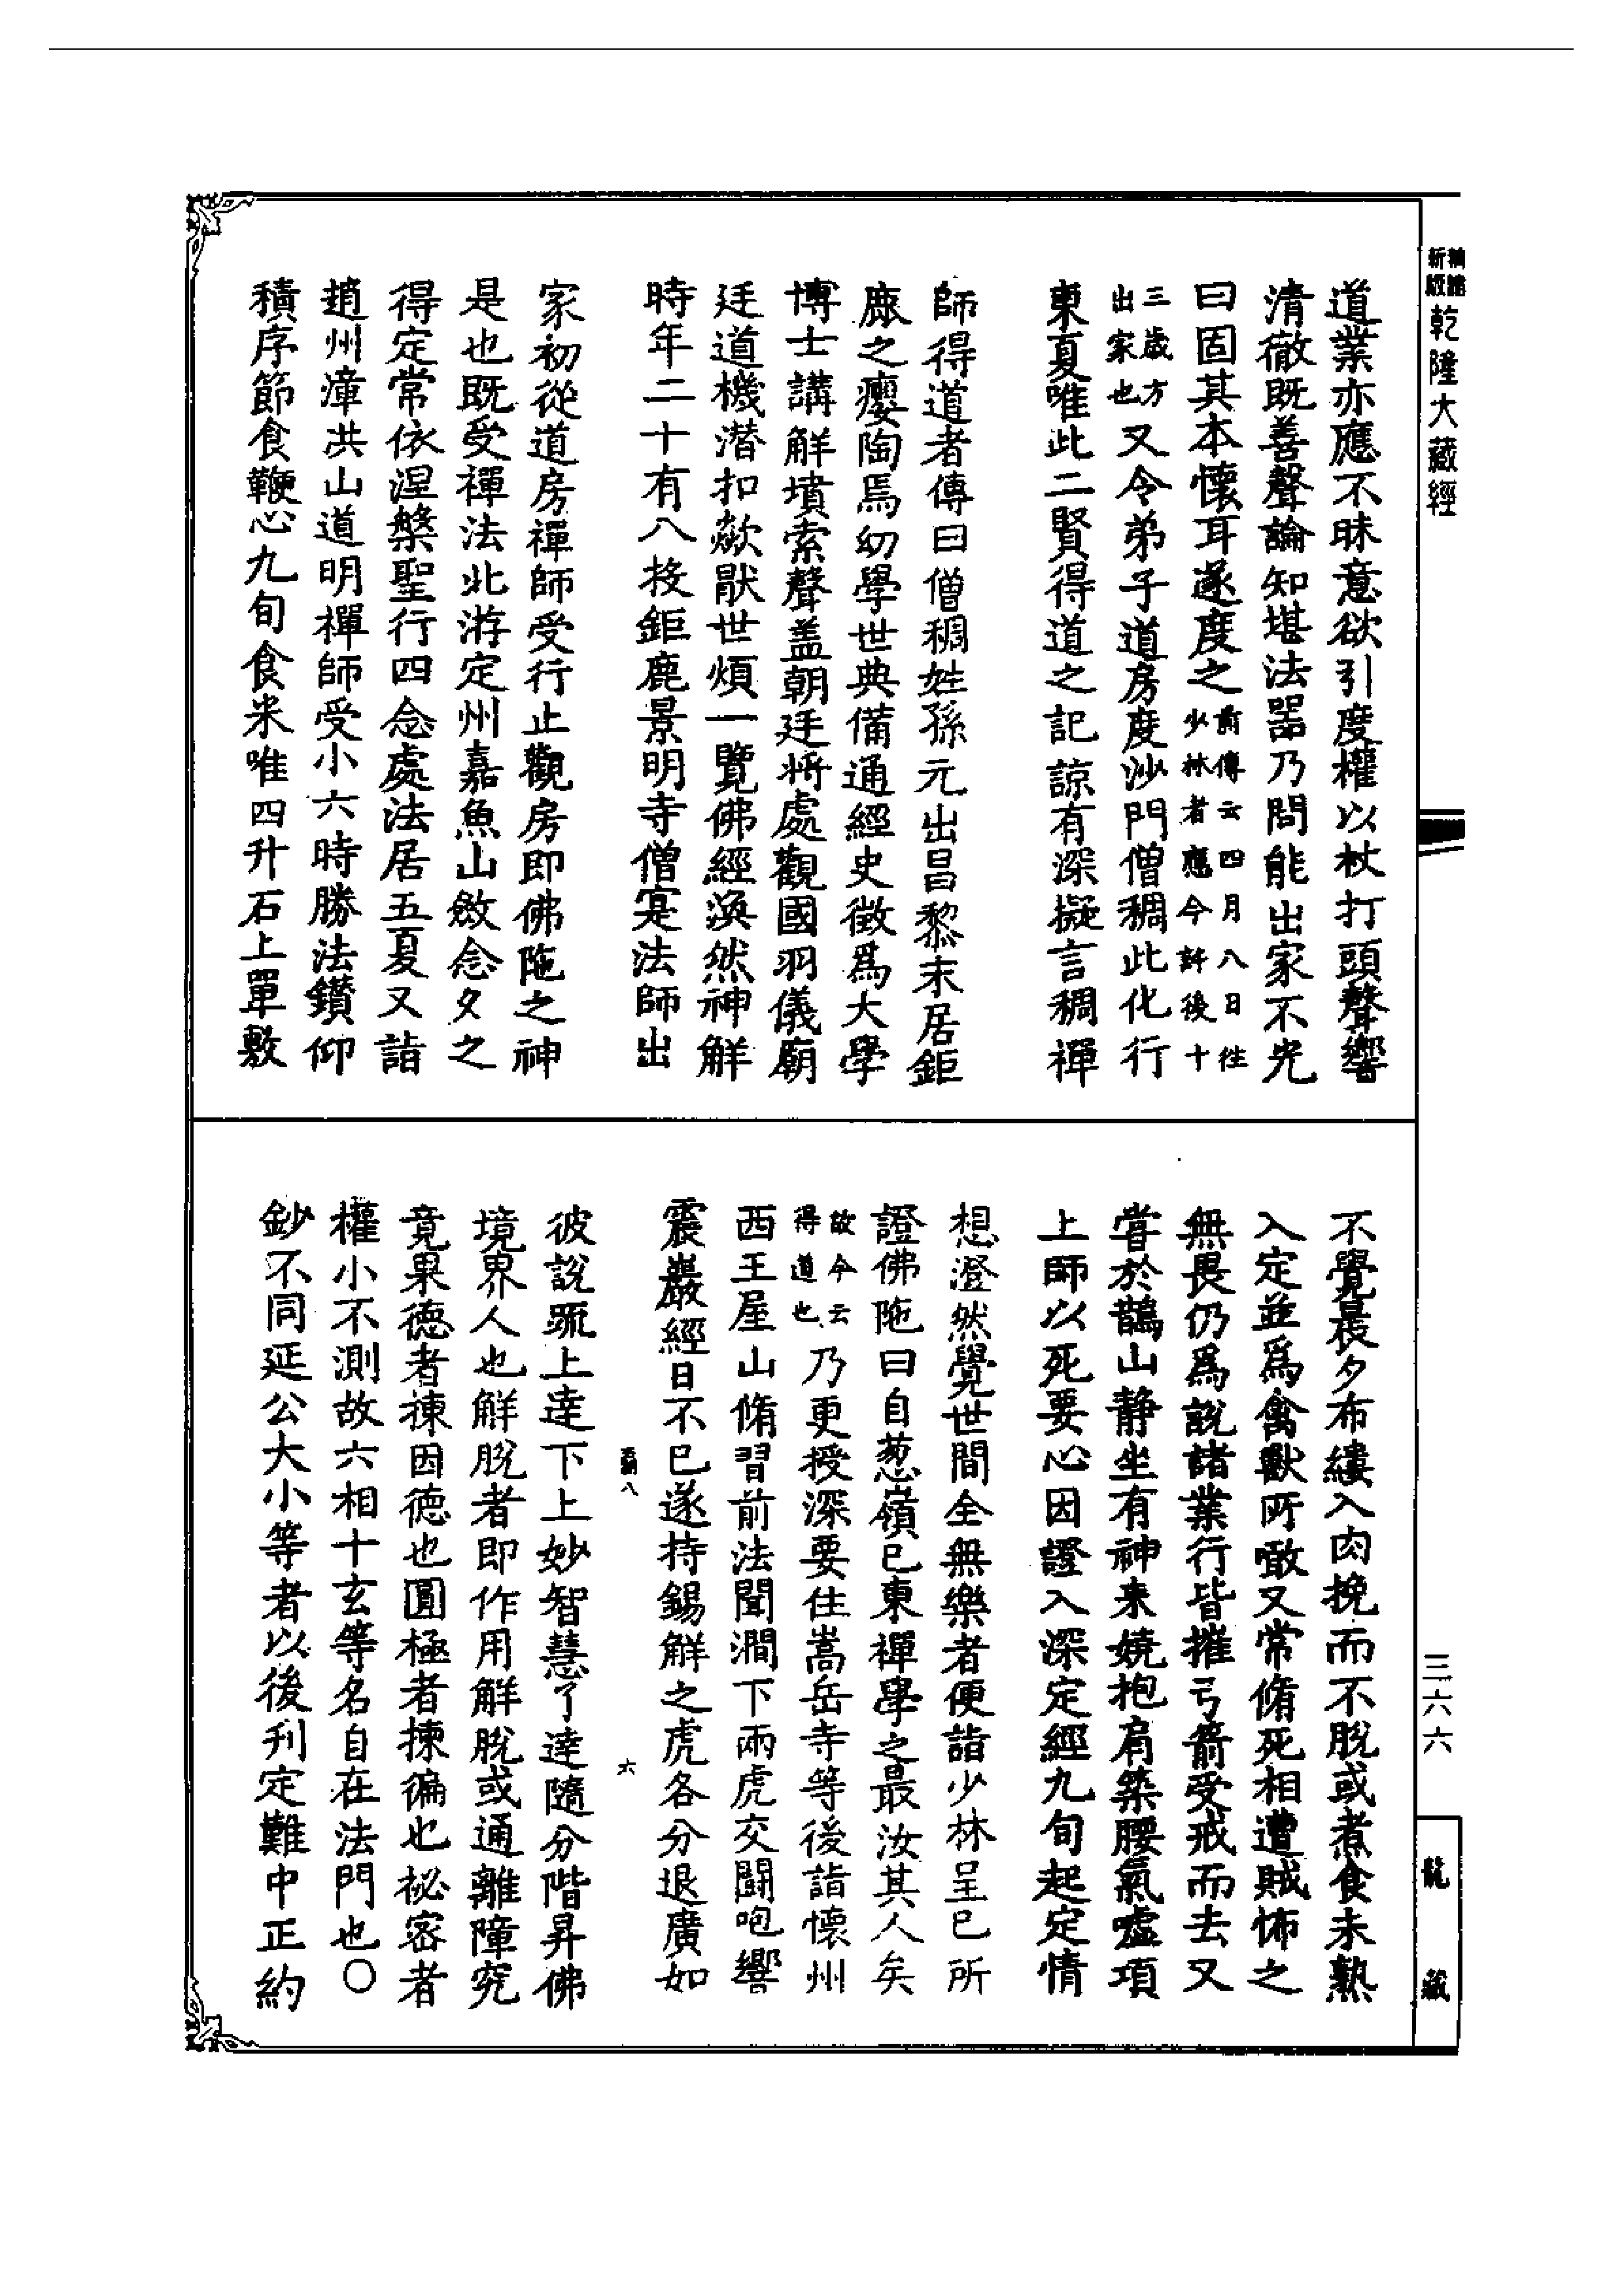 新版精縮乾隆大藏經
道業亦應不昧意欲引度權以杖打頭聲響
清徹既善聲論知堪法器乃問能出家不光
曰固其本懷耳遂度之前傳云四月八日往少林者應今許後十
三歲方出家也又令弟子道房度沙門僧稠此化行
東夏唯此二賢得道之記諒有深擬言稠禪
師得道者傳曰僧稠姓孫元出昌黎末居鉅
鹿之癭陶焉幼學世典備通經史徵為大學
博士講解墳索聲盖朝廷將處觀國羽儀廟
廷道機潛扣歘厭世煩一覽佛經渙然神解
時年二十有八投鉅鹿景明寺僧寔法師出
家初從道房禪師受行止觀房即佛陁之神
是也既受禪法北游定州嘉魚山斂念夕之
得定常依涅槃聖行四念處法居五夏又詣
趙州漳洪山道明禪師受小六時勝法鑚仰
積序節食鞭心九旬食米唯四升石上單敷
不覺晨夕布縷入肉挽而不脫或煮食未熟
入定並為禽獸所噉又常脩死相遭賊怖之
無畏仍為說諸業行皆摧弓箭受戒而去又
甞於鵲山靜坐有神来嬈抱肩築腰氣嘘項
上師以死要心因證入深定經九旬起定情
想澄然覺世間全無樂者便詣少林呈已所
證佛陁曰自葱嶺已東禪學之最汝其人矣
故今云得道也乃更授深要住嵩岳寺等後詣懷州
西王屋山脩習前法聞澗下兩虎交鬪咆響
震巖經日不已遂持錫解之虎各分退廣如
八 六
彼說䟽上達下上妙智慧了達隨分階昇佛
境界人也解脫者即作用解脫或通離障究
竟果德者揀因德也圓極者揀徧也祕密者
權小不測故六相十玄等名自在法門也〇
鈔不同延公大小等者以後刋定難中正約
三六六
龍藏